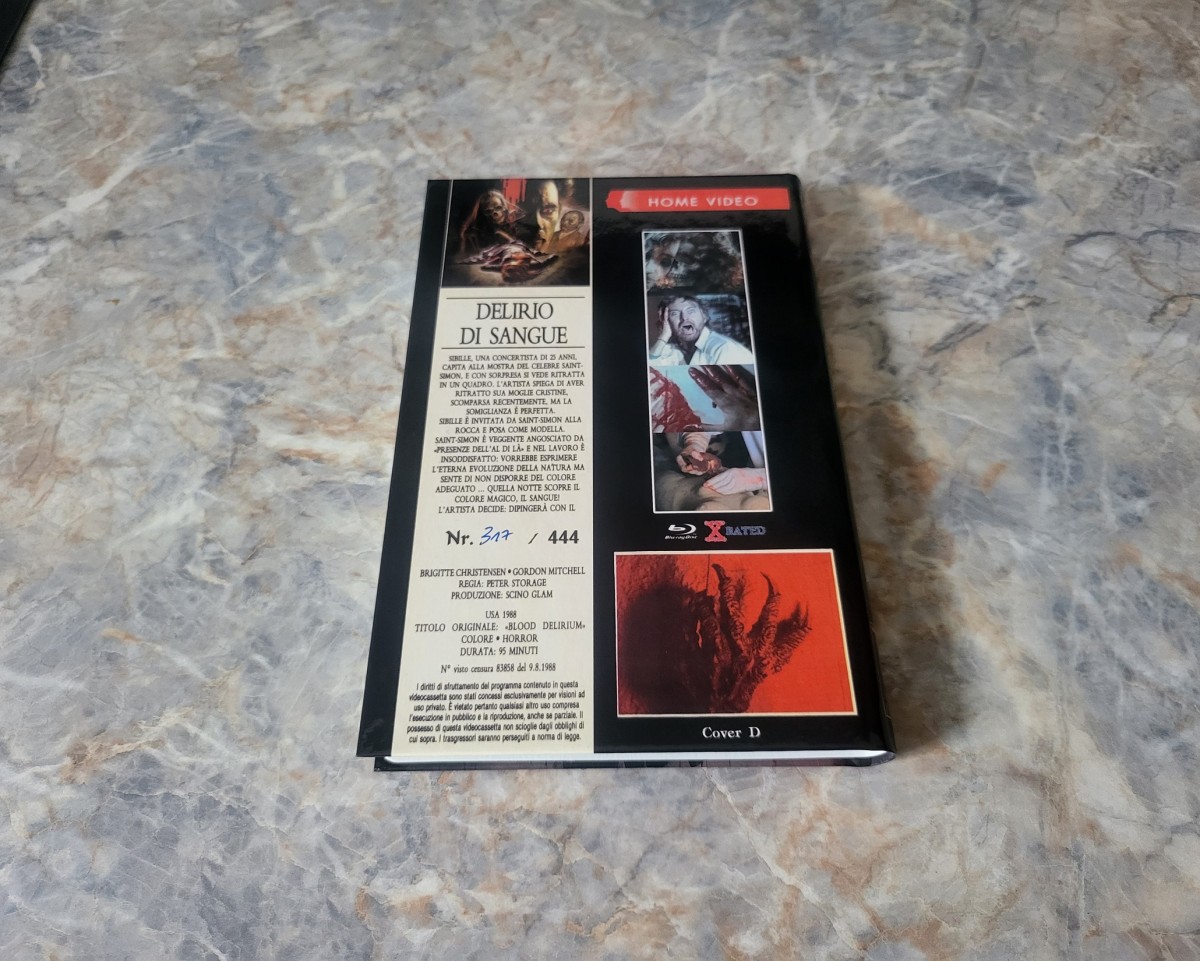 DELIRIO
DI SANGUE
SIBILLE, UNA CONCERTISTA DI 25 ANNI,
CAPITA ALLA MOSTRA DEL CELEBRE SAINT-
SIMON, E CON SORPRESA SI VEDE RITRATTA
IN UN QUADRO. L'ARTISTA SPIEGA DI AVER
RITRATTO SUA MOGLIE CRISTINE,
SCOMPARSA RECENTEMENTE, MA LA
SOMIGLIANZA È PERFETTA.
SIBILLE È INVITATA DA SAINT-SIMON ALLA
ROCCA E POSA COME MODELLA.
SAINT-SIMON È VEGGENTE ANGOSCIATO DA
«PRESENZE DELL'AL DI LÀ» E NEL LAVORO È
INSODDISFATTO: VORREBBE ESPRIMERE
L'ETERNA EVOLUZIONE DELLA NATURA MA
SENTE DI NON DISPORRE DEL COLORE
ADEGUATO ... QUELLA NOTTE SCOPRE IL
COLORE MAGICO, IL SANGUE!
L'ARTISTA DECIDE: DIPINGERÀ CON IL
Nr. 317 / 444
BRIGITTE CHRISTENSEN • GORDON MITCHELL
REGIA: PETER STORAGE
PRODUZIONE: SCINO GLAM
USA 1988
TITOLO ORIGINALE: «BLOOD DELIRIUM»
COLORE • HORROR
DURATA: 95 MINUTI
N° visto censura 83858 del 9.8.1988
I diritti di sfruttamento del programma contenuto in questa
videocassetta sono stati concessi esclusivamente per visioni ad
uso privato. È vietato pertanto qualsiasi altro uso compresa
l'esecuzione in pubblico e la riproduzione, anche se parziale. Il
possesso di questa videocassetta non scioglie dagli obblighi di
cui sopra. I trasgressori saranno perseguiti a norma di legge.
HOME VIDEO
Blu-ray Disc
X RATED
Cover D